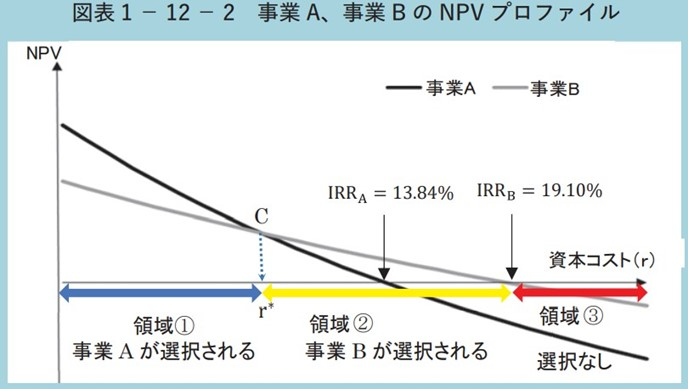 図表1－12－2　事業A、事業BのNPVプロファイル
NPV
事業A　事業B
IRRA = 13.84%　IRRB = 19.10%
C
資本コスト(r)
r*
領域①　領域②　領域③
事業Aが選択される　事業Bが選択される　選択なし